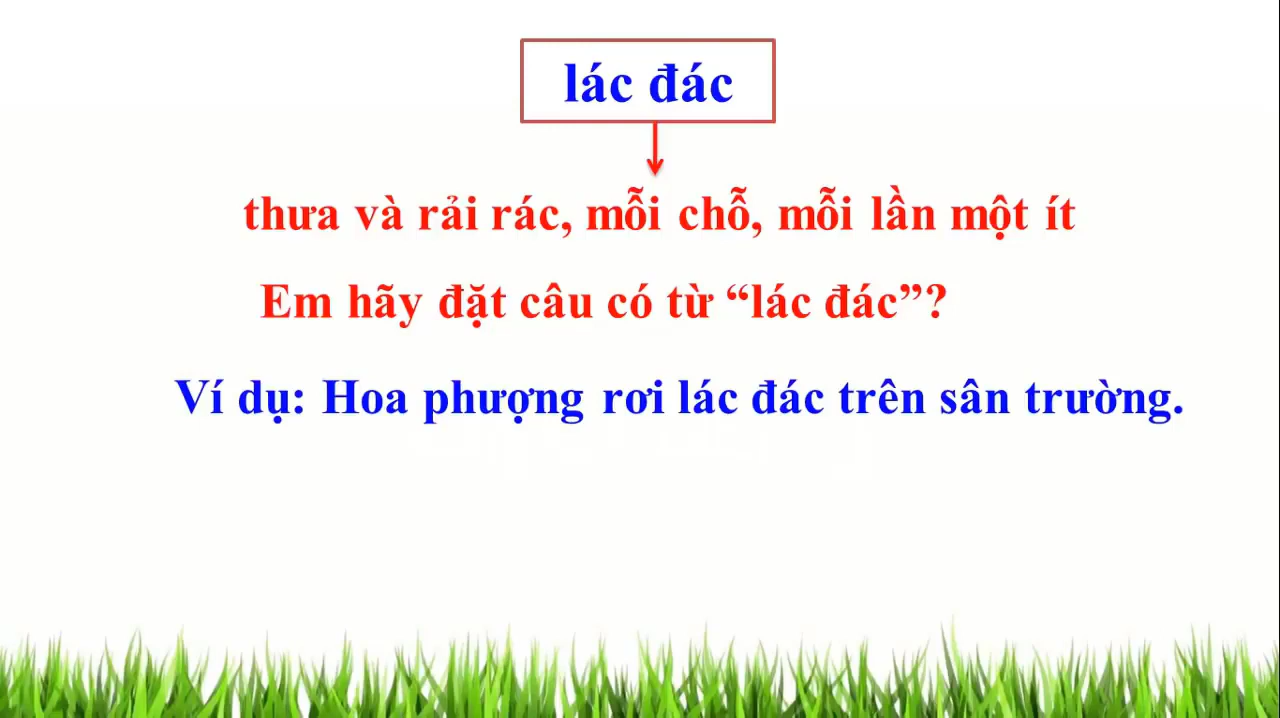 lác đác
thưa và rải rác, mỗi chỗ, mỗi lần một ít
Em hãy đặt câu có từ “lác đác”?
Ví dụ: Hoa phượng rơi lác đác trên sân trường.